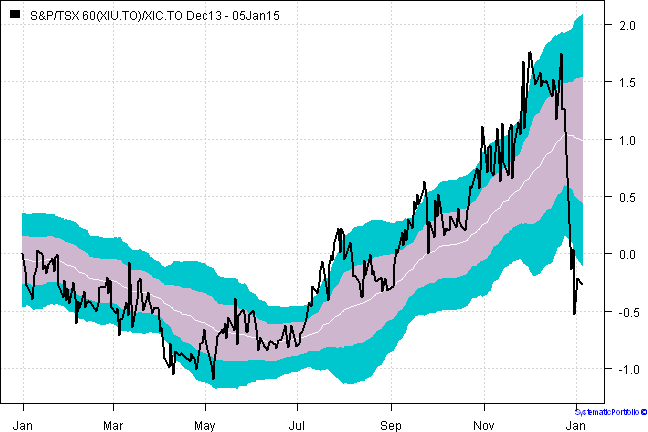 S&P/TSX 60(XIU.TO)/XIC.TO Dec13 - 05Jan15
2.0
1.5
1.0
0.5
0.0
-0.5
-1.0
Jan Mar May Jul Sep Nov Jan
SystematicPortfolio ©